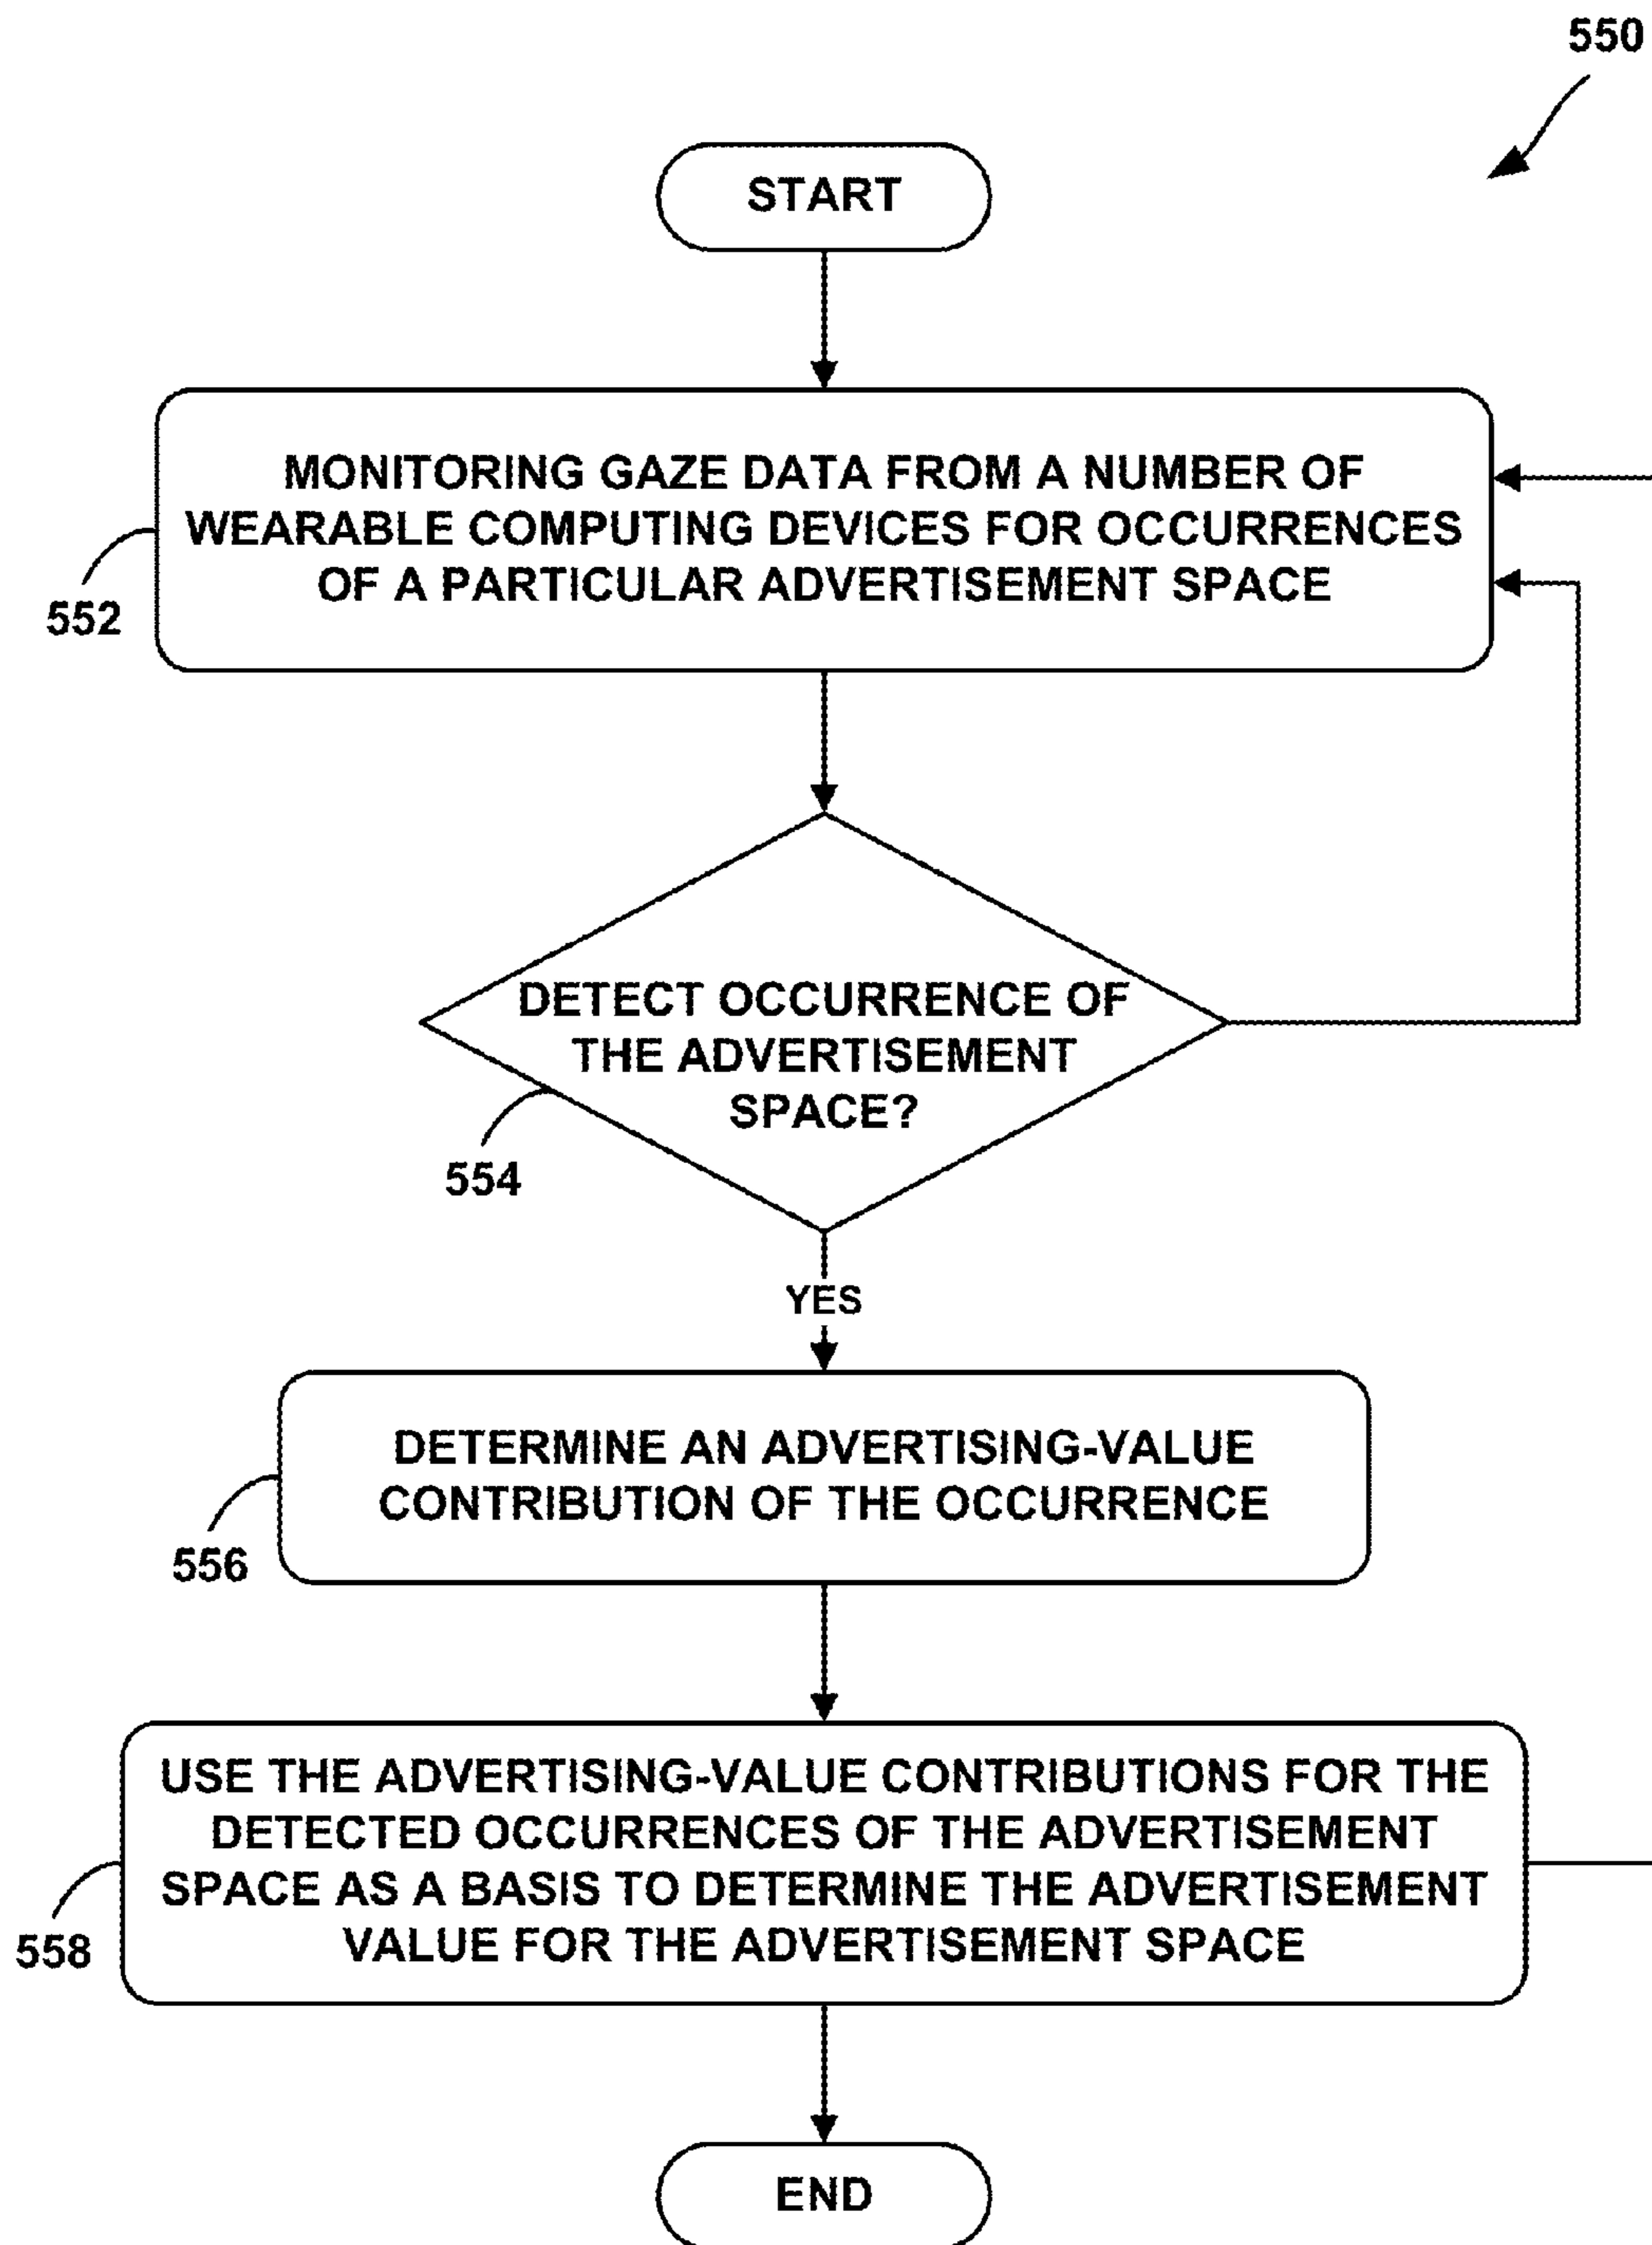 550
START
MONITORING GAZE DATA FROM A NUMBER OF
WEARABLE COMPUTING DEVICES FOR OCCURRENCES
OF A PARTICULAR ADVERTISEMENT SPACE
552
DETECT OCCURRENCE OF
THE ADVERTISEMENT
SPACE?
554
YES
DETERMINE AN ADVERTISING-VALUE
CONTRIBUTION OF THE OCCURRENCE
556
USE THE ADVERTISING-VALUE CONTRIBUTIONS FOR THE
DETECTED OCCURRENCES OF THE ADVERTISEMENT
SPACE AS A BASIS TO DETERMINE THE ADVERTISEMENT
VALUE FOR THE ADVERTISEMENT SPACE
558
END